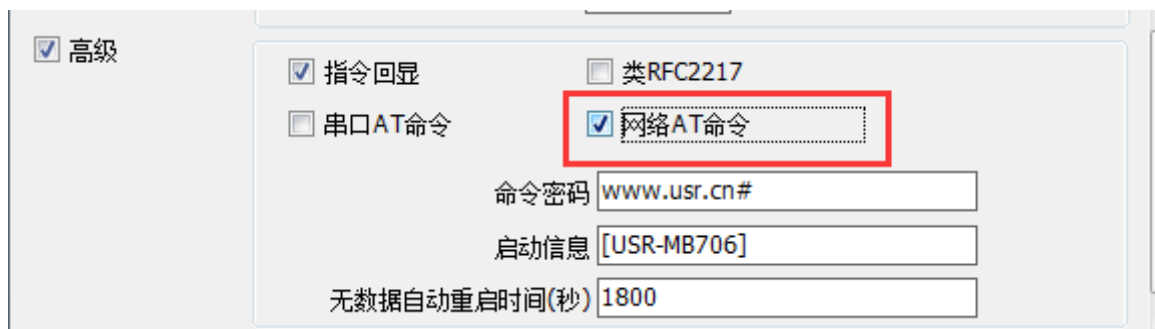 高级
指令回显 类RFC2217
串口AT命令 网络AT命令
命令密码 www.usr.cn#
启动信息 [USR-MB706]
无数据自动重启时间(秒) 1800